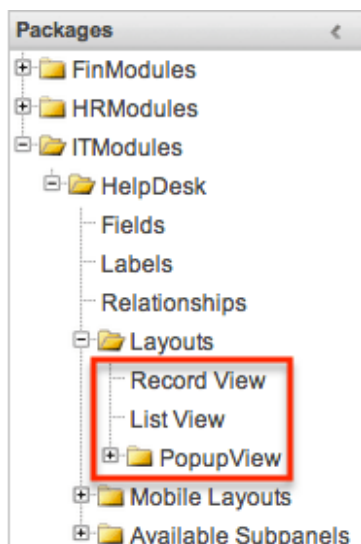 Packages
FinModules
HRModules
ITModules
HelpDesk
Fields
Labels
Relationships
Layouts
Record View
List View
PopupView
Mobile Layouts
Available Subpanels